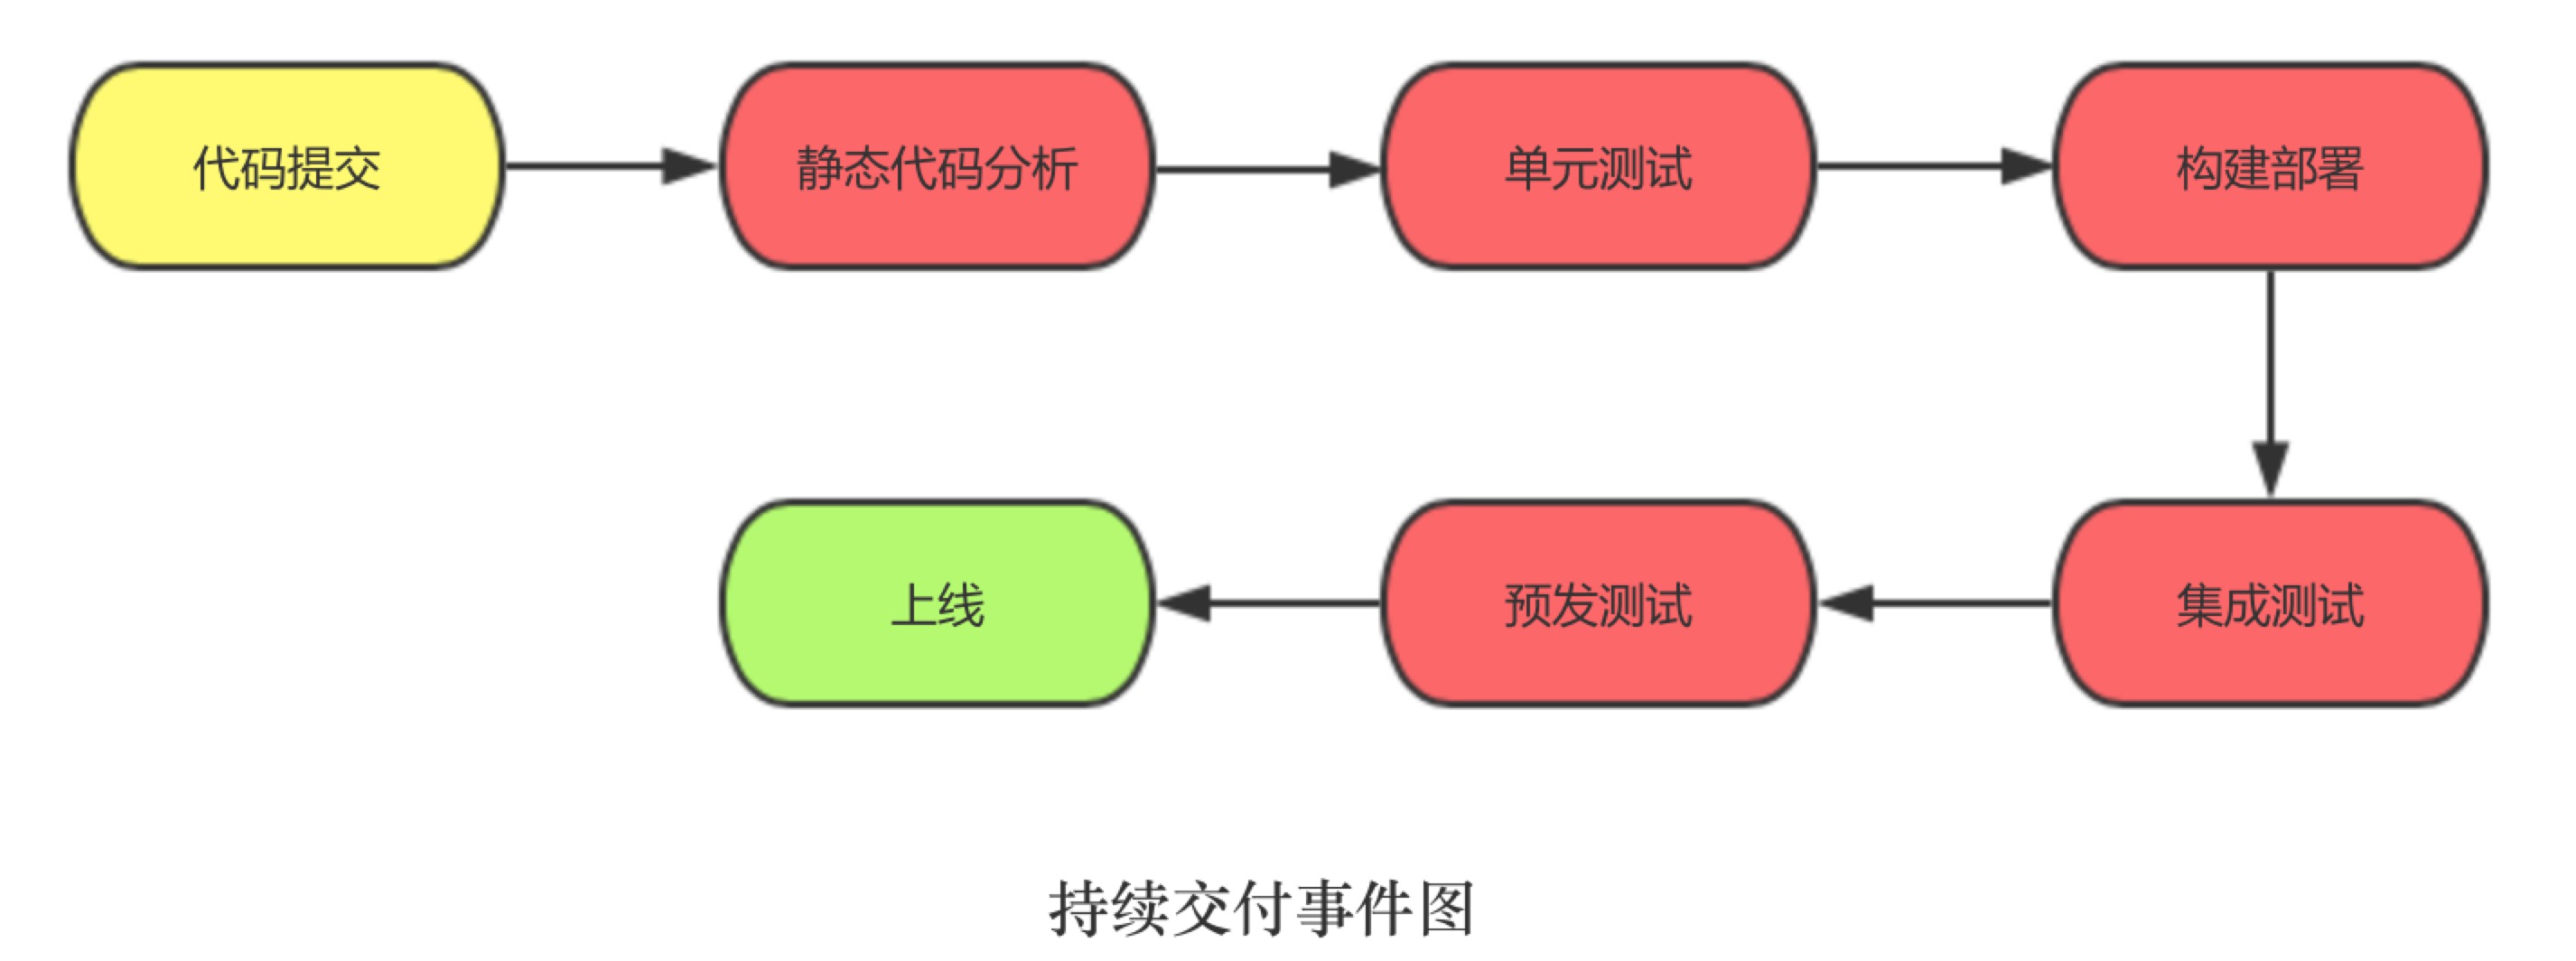 代码提交
静态代码分析
单元测试
构建部署
集成测试
预发测试
上线
持续交付事件图